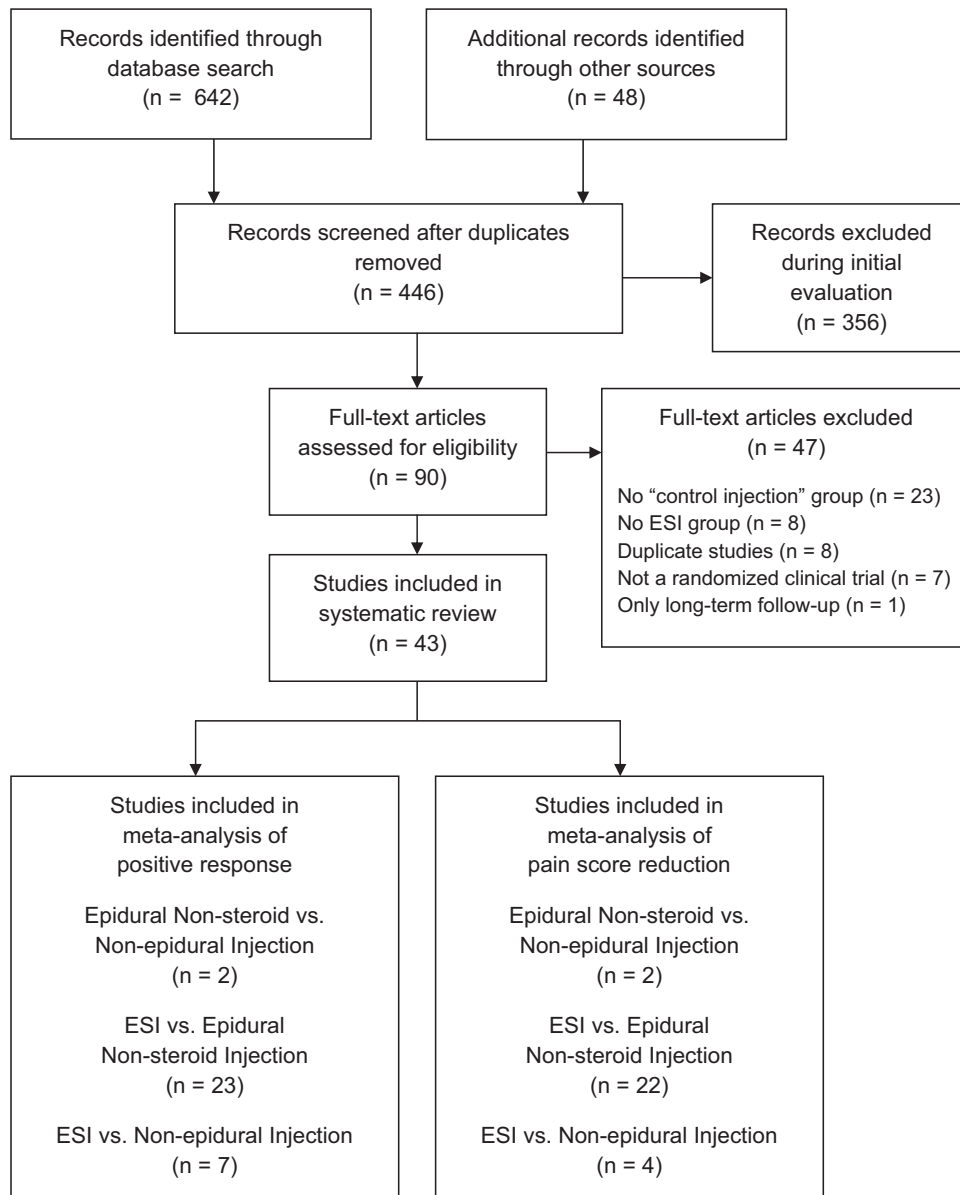 Records identified through
database search
(n = 642)
Additional records identified
through other sources
(n = 48)
Records screened after duplicates
removed
(n = 446)
Records excluded
during initial
evaluation
(n = 356)
Full-text articles
assessed for eligibility
(n = 90)
Full-text articles excluded
(n = 47)
No “control injection” group (n = 23)
No ESI group (n = 8)
Duplicate studies (n = 8)
Not a randomized clinical trial (n = 7)
Only long-term follow-up (n = 1)
Studies included in
systematic review
(n = 43)
Studies included in
meta-analysis of
positive response
Epidural Non-steroid vs.
Non-epidural Injection
(n = 2)
ESI vs. Epidural
Non-steroid Injection
(n = 23)
ESI vs. Non-epidural Injection
(n = 7)
Studies included in
meta-analysis of
pain score reduction
Epidural Non-steroid vs.
Non-epidural Injection
(n = 2)
ESI vs. Epidural
Non-steroid Injection
(n = 22)
ESI vs. Non-epidural Injection
(n = 4)